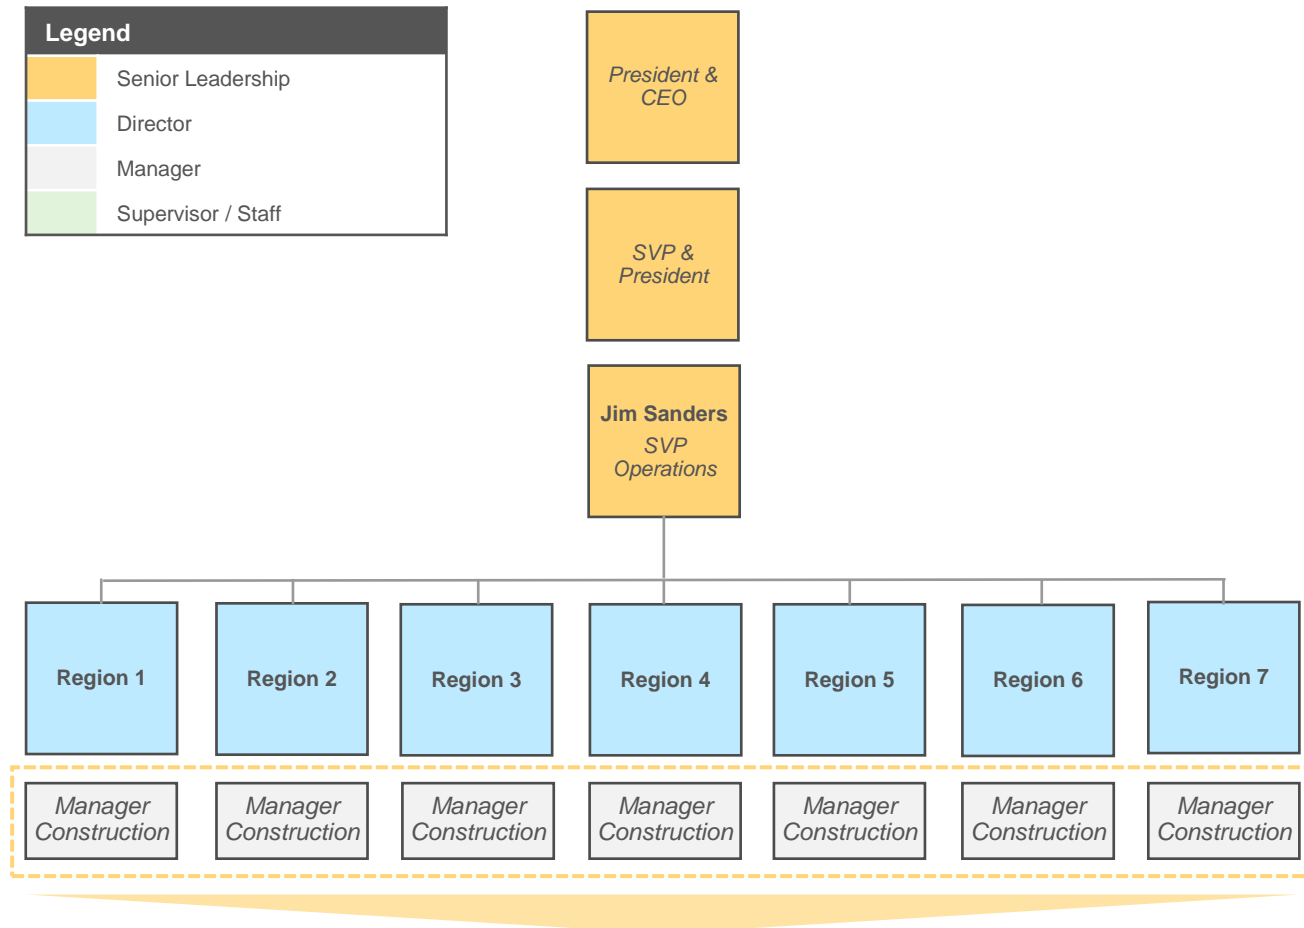 Legend
Senior Leadership
Director
Manager
Supervisor / Staff
President &
CEO
SVP &
President
Jim Sanders
SVP
Operations
Region 1
Region 2
Region 3
Region 4
Region 5
Region 6
Region 7
Manager
Construction
Manager
Construction
Manager
Construction
Manager
Construction
Manager
Construction
Manager
Construction
Manager
Construction